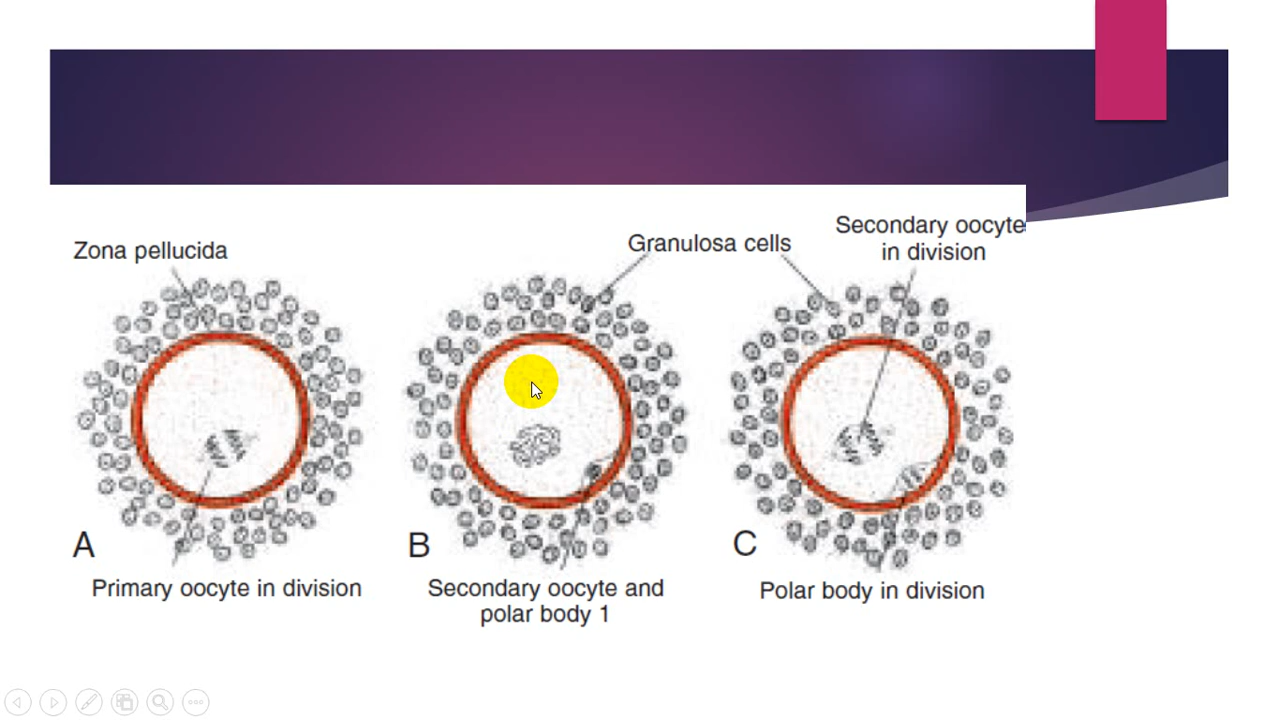 Zona pellucida
Granulosa cells
Secondary oocyte
in division
A
B
C
Primary oocyte in division
Secondary oocyte and
polar body 1
Polar body in division